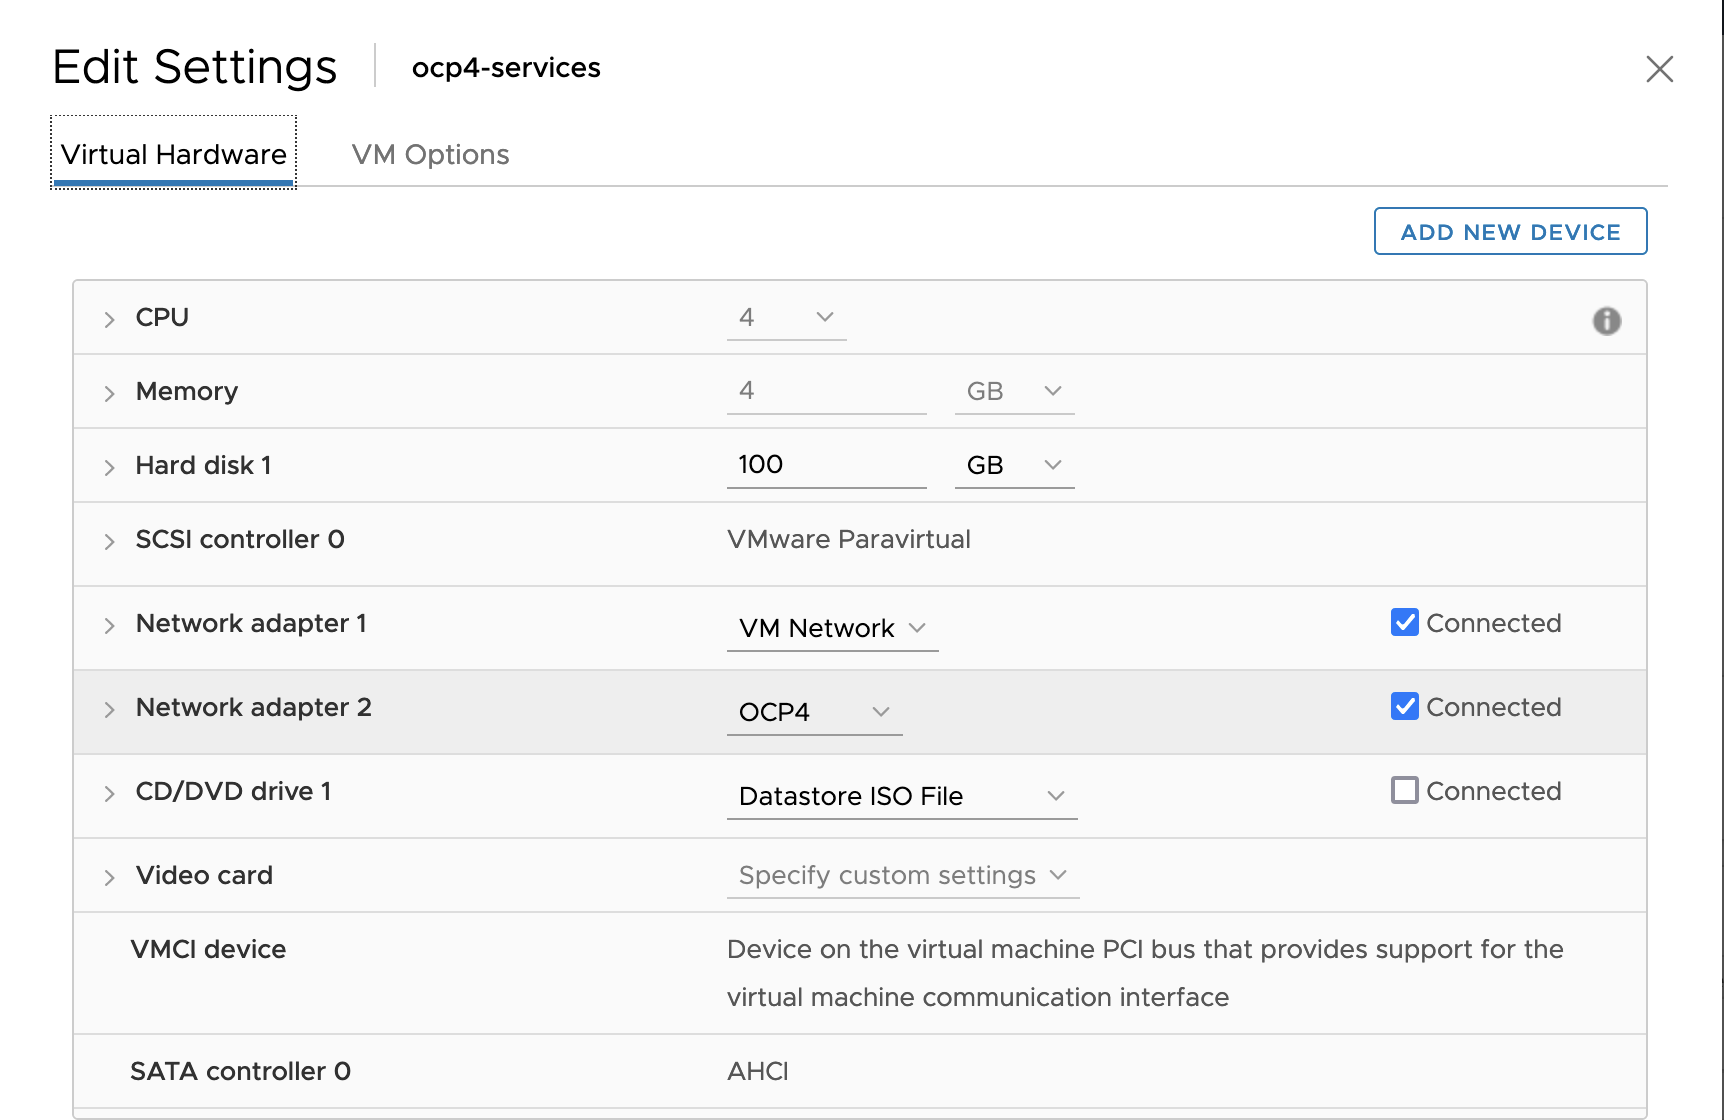 Edit Settings ocp4-services
Virtual Hardware VM Options
ADD NEW DEVICE
CPU 4
Memory 4 GB
Hard disk 1 100 GB
SCSI controller 0 VMware Paravirtual
Network adapter 1 VM Network Connected
Network adapter 2 OCP4 Connected
CD/DVD drive 1 Datastore ISO File Connected
Video card Specify custom settings
VMCI device Device on the virtual machine PCI bus that provides support for the
virtual machine communication interface
SATA controller 0 AHCI